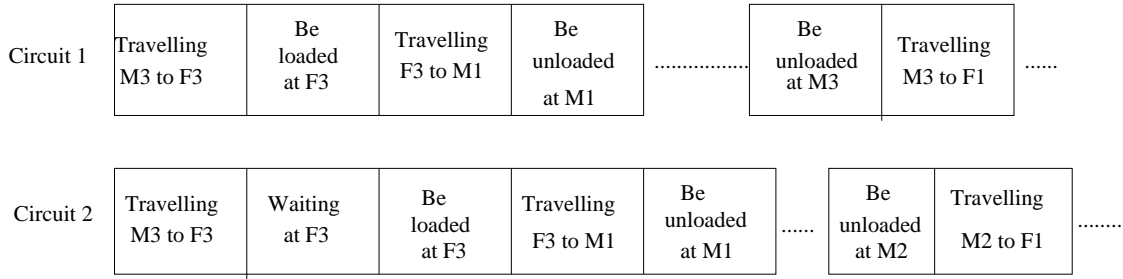 Circuit 1
Travelling
M3 to F3
Be
loaded
at F3
Travelling
F3 to M1
Be
unloaded
at M1
.................
Be
unloaded
at M3
Travelling
M3 to F1
......
Circuit 2
Travelling
M3 to F3
Waiting
at F3
Be
loaded
at F3
Travelling
F3 to M1
Be
unloaded
at M1
......
Be
unloaded
at M2
Travelling
M2 to F1
........